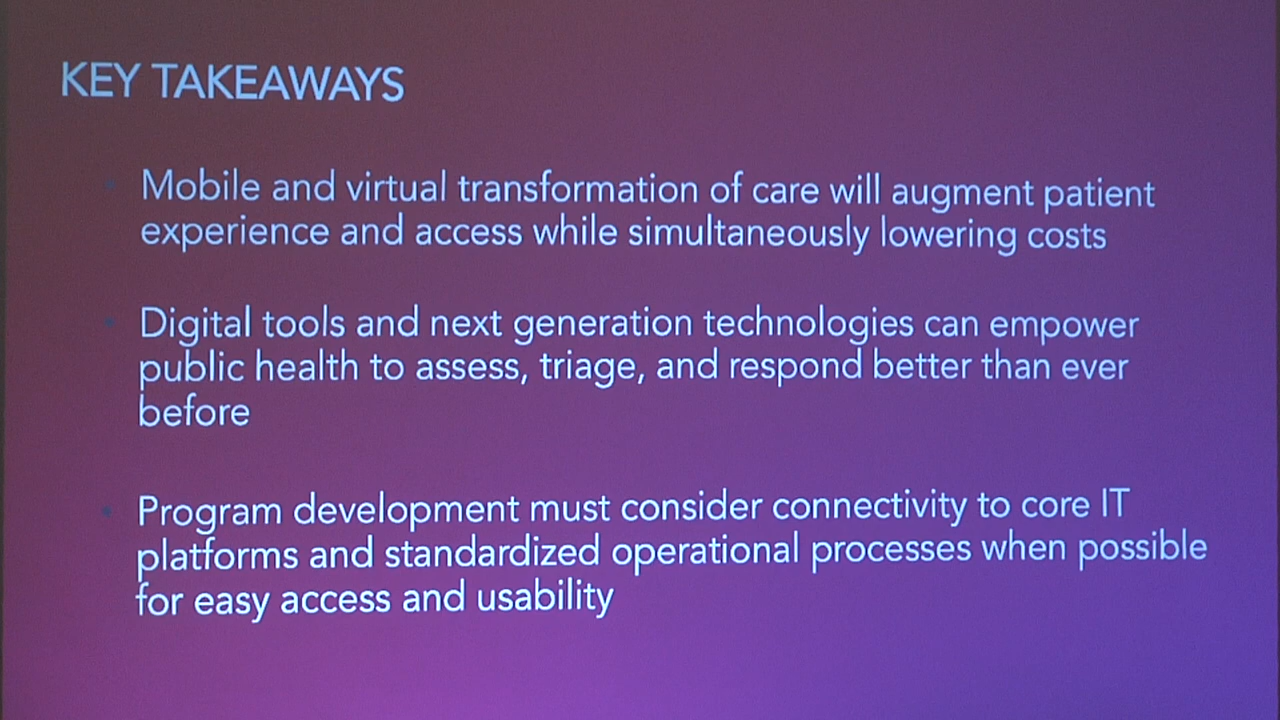 KEY TAKEAWAYS
• Mobile and virtual transformation of care will augment patient
experience and access while simultaneously lowering costs
• Digital tools and next generation technologies can empower
public health to assess, triage, and respond better than ever
before
• Program development must consider connectivity to core IT
platforms and standardized operational processes when possible
for easy access and usability